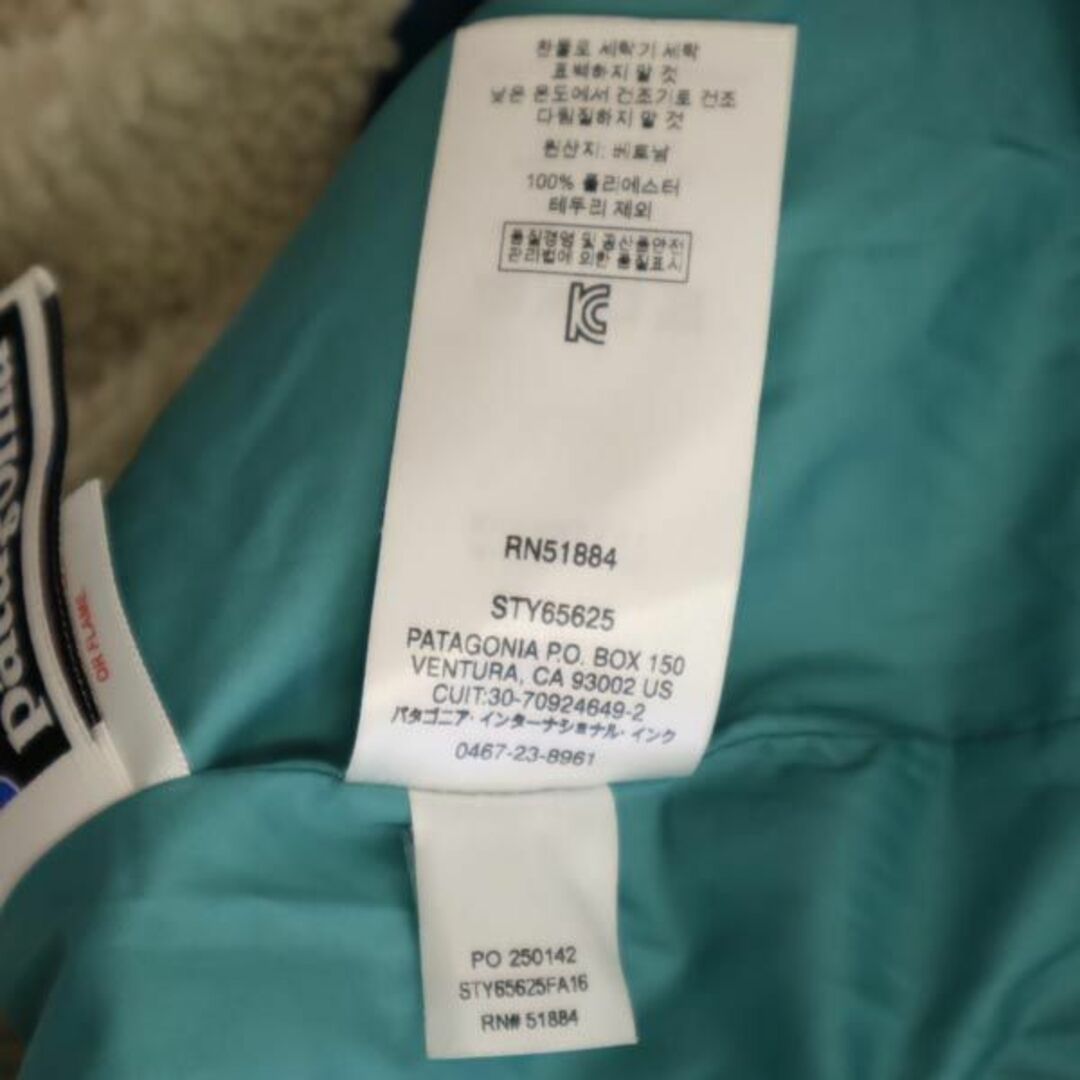 찬물로 세탁기 세탁
표백하지 말 것
낮은 온도에서 건조기로 건조
다림질하지 말 것
원산지: 베트남
100% 폴리에스터
테두리 제외
품질경영 및 공산품안전
관리법에 의한 품질표시
RN51884
STY65625
PATAGONIA P.O. BOX 150
VENTURA, CA 93002 US
CUIT:30-70924649-2
パタゴニア・インターナショナル・インク
0467-23-8961
patagonia
OR FLAME
PO 250142
STY65625FA16
RN# 51884